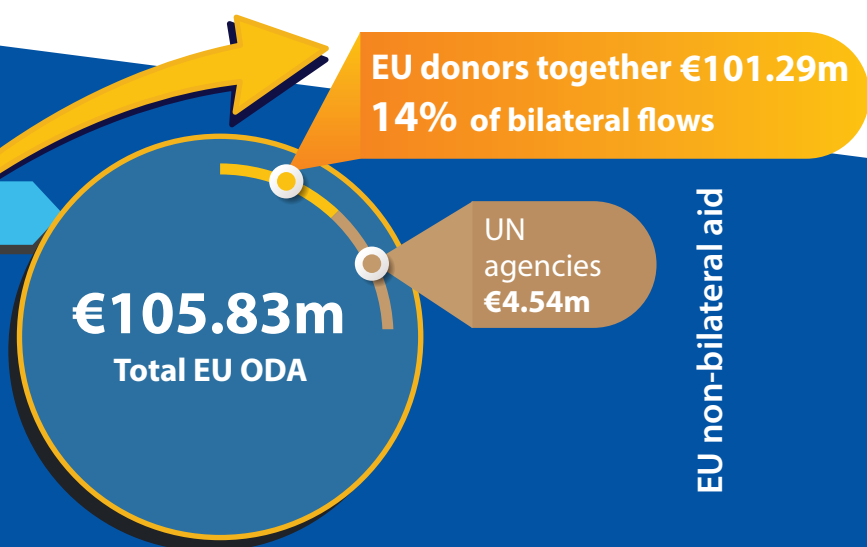 EU donors together €101.29m
14% of bilateral flows
UN
agencies
€4.54m
€105.83m
Total EU ODA
EU non-bilateral aid